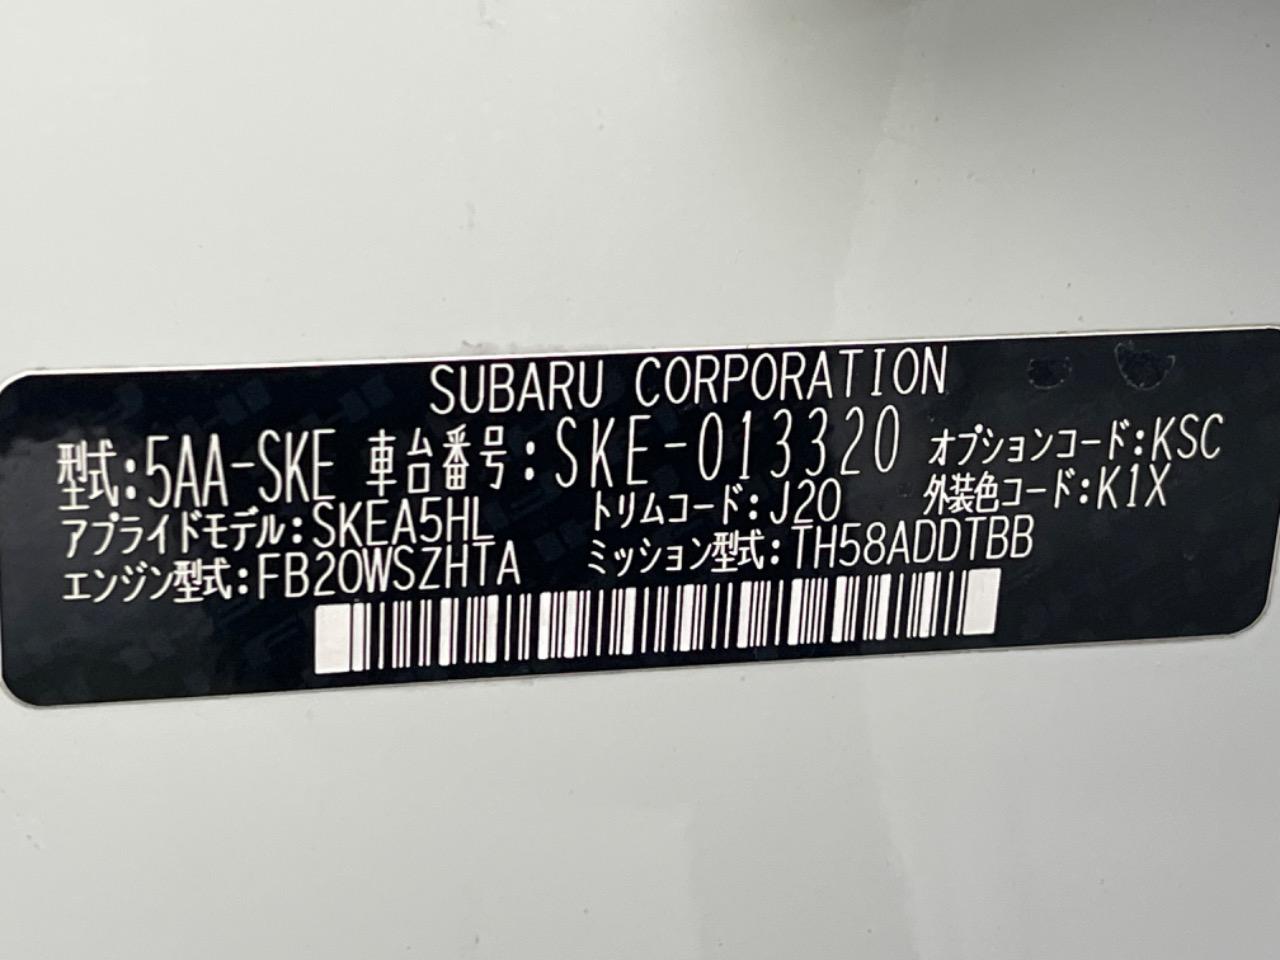 SUBARU CORPORATION
型式:5AA-SKE 車台番号:SKE-013320 オプションコード:KSC
アプライドモデル:SKEA5HL トリムコード:J20 外装色コード:K1X
エンジン型式:FB20WSZHTA ミッション型式:TH58ADDTBB